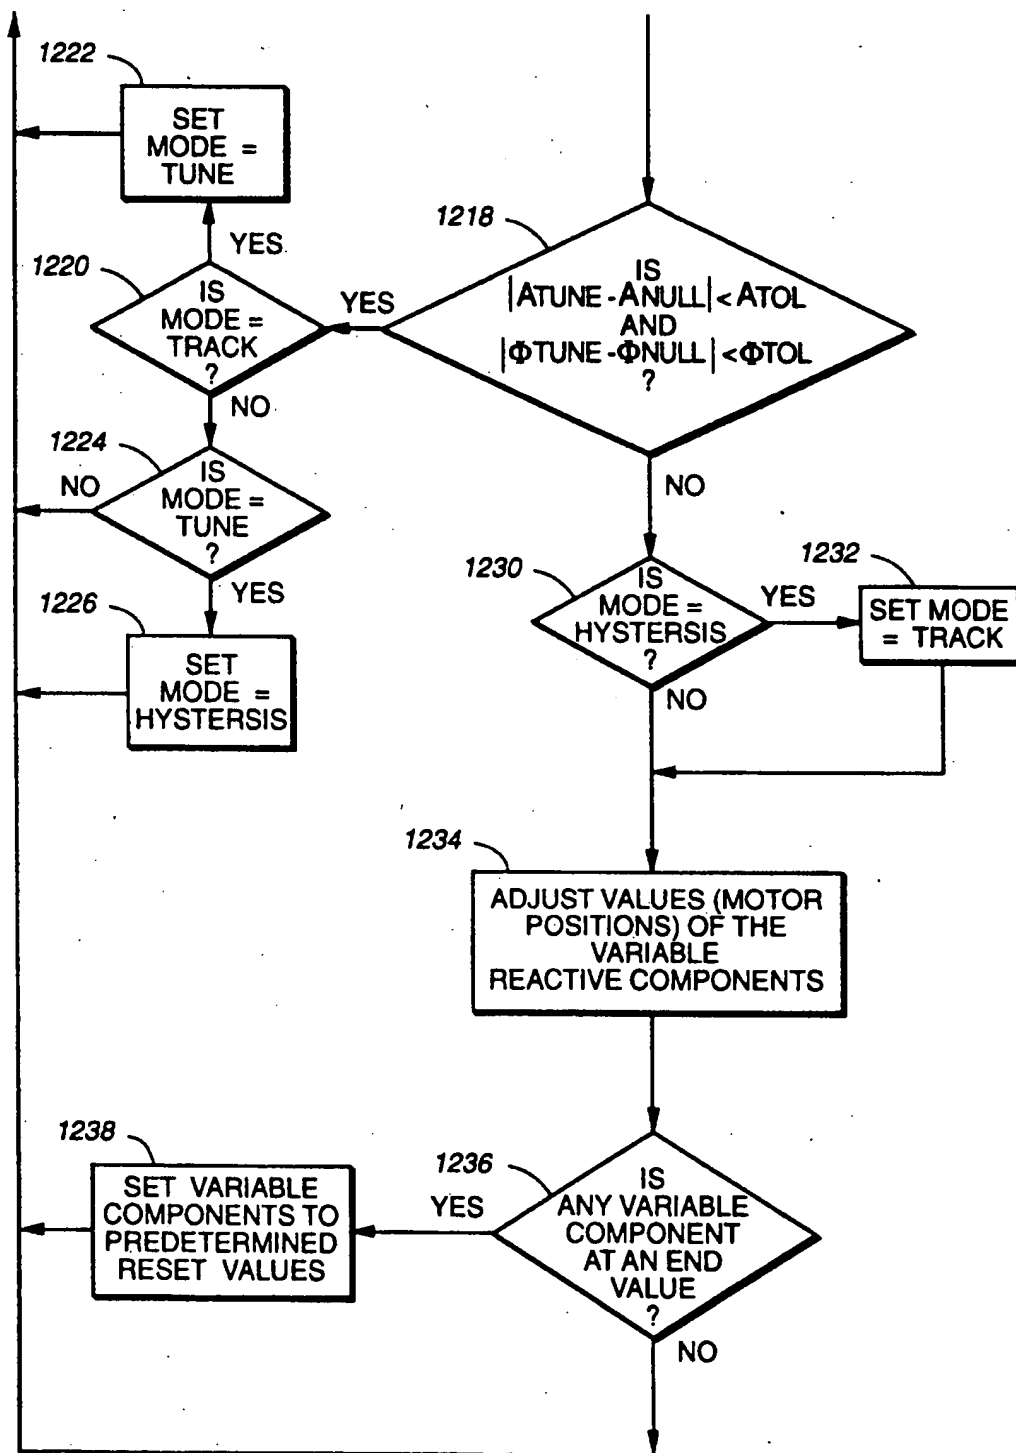 1222
SET
MODE =
TUNE
YES
1220
IS
MODE =
TRACK
?
NO
1224
IS
MODE =
TUNE
?
NO
YES
1226
SET
MODE =
HYSTERSIS
1218
IS
|ATUNE-ANULL|<ATOL
AND
|ΦTUNE-ΦNULL|<ΦTOL
?
YES
NO
1230
IS
MODE =
HYSTERSIS
?
YES
NO
1232
SET MODE
= TRACK
1234
ADJUST VALUES (MOTOR
POSITIONS) OF THE
VARIABLE
REACTIVE COMPONENTS
1236
IS
ANY VARIABLE
COMPONENT
AT AN END
VALUE
?
YES
NO
1238
SET VARIABLE
COMPONENTS TO
PREDETERMINED
RESET VALUES